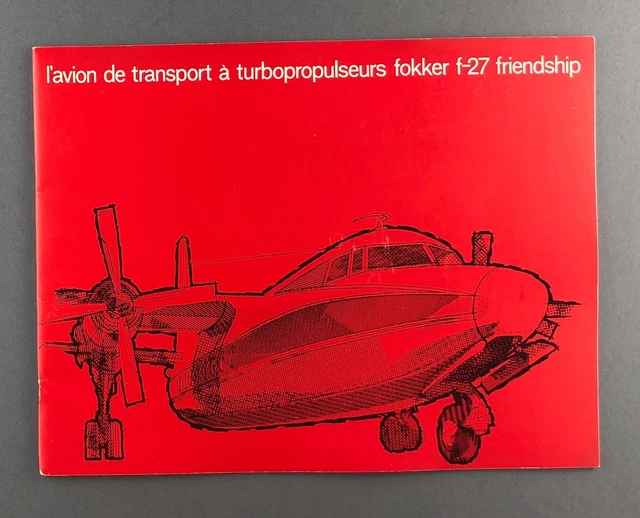 l'avion de transport à turbopropulseurs fokker f-27 friendship